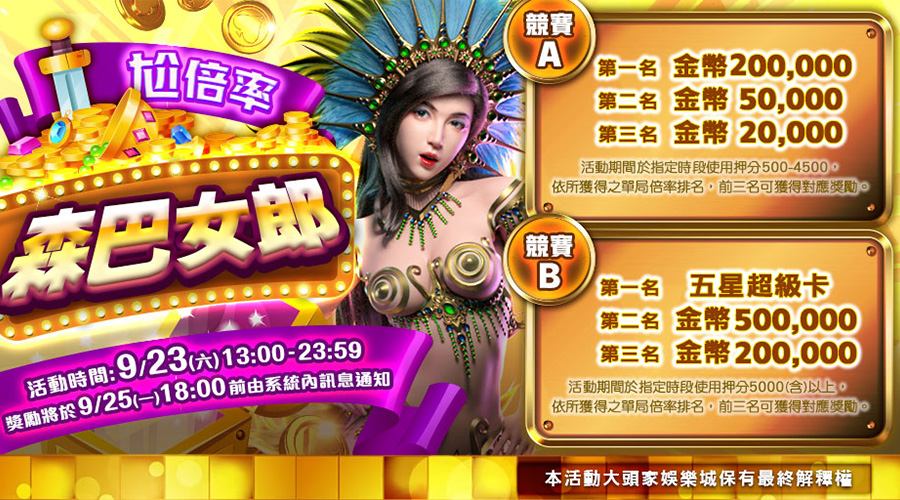 尬倍率
森巴女郎
活動時間:9/23(六)13:00-23:59
獎勵將於9/25(一)18:00前由系統內訊息通知
競賽
A
第一名 金幣200,000
第二名 金幣 50,000
第三名 金幣 20,000
活動期間於指定時段使用押分500-4500，
依所獲得之單局倍率排名，前三名可獲得對應獎勵。
競賽
B
第一名 五星超級卡
第二名 金幣500,000
第三名 金幣200,000
活動期間於指定時段使用押分5000(含)以上，
依所獲得之單局倍率排名，前三名可獲得對應獎勵。
本活動大頭家娛樂城保有最終解釋權